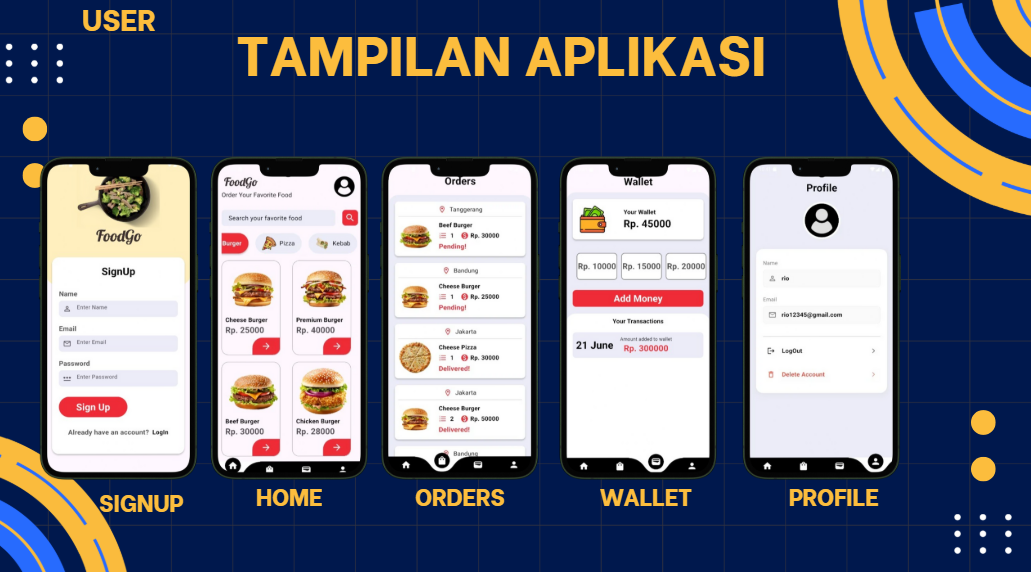 USER
TAMPILAN APLIKASI
FoodGo
SignUp
Name
Enter Name
Email
Enter Email
Password
Enter Password
Sign Up
Already have an account? LogIn
SIGNUP
FoodGo
Order Your Favorite Food
Search your favorite food
Burger Pizza Kebab
Cheese Burger
Rp. 25000
Premium Burger
Rp. 40000
Beef Burger
Rp. 30000
Chicken Burger
Rp. 28000
HOME
Orders
Tanggerang
Beef Burger
1 Rp. 30000
Pending!
Bandung
Cheese Burger
1 Rp. 25000
Pending!
Jakarta
Cheese Pizza
1 Rp. 30000
Delivered!
Jakarta
Cheese Burger
2 Rp. 50000
Delivered!
Bandung
ORDERS
Wallet
Your Wallet
Rp. 45000
Rp. 10000 Rp. 15000 Rp. 20000
Add Money
Your Transactions
21 June
Amount added to wallet
Rp. 300000
WALLET
Profile
Name
rio
Email
rio12345@gmail.com
LogOut
Delete Account
PROFILE